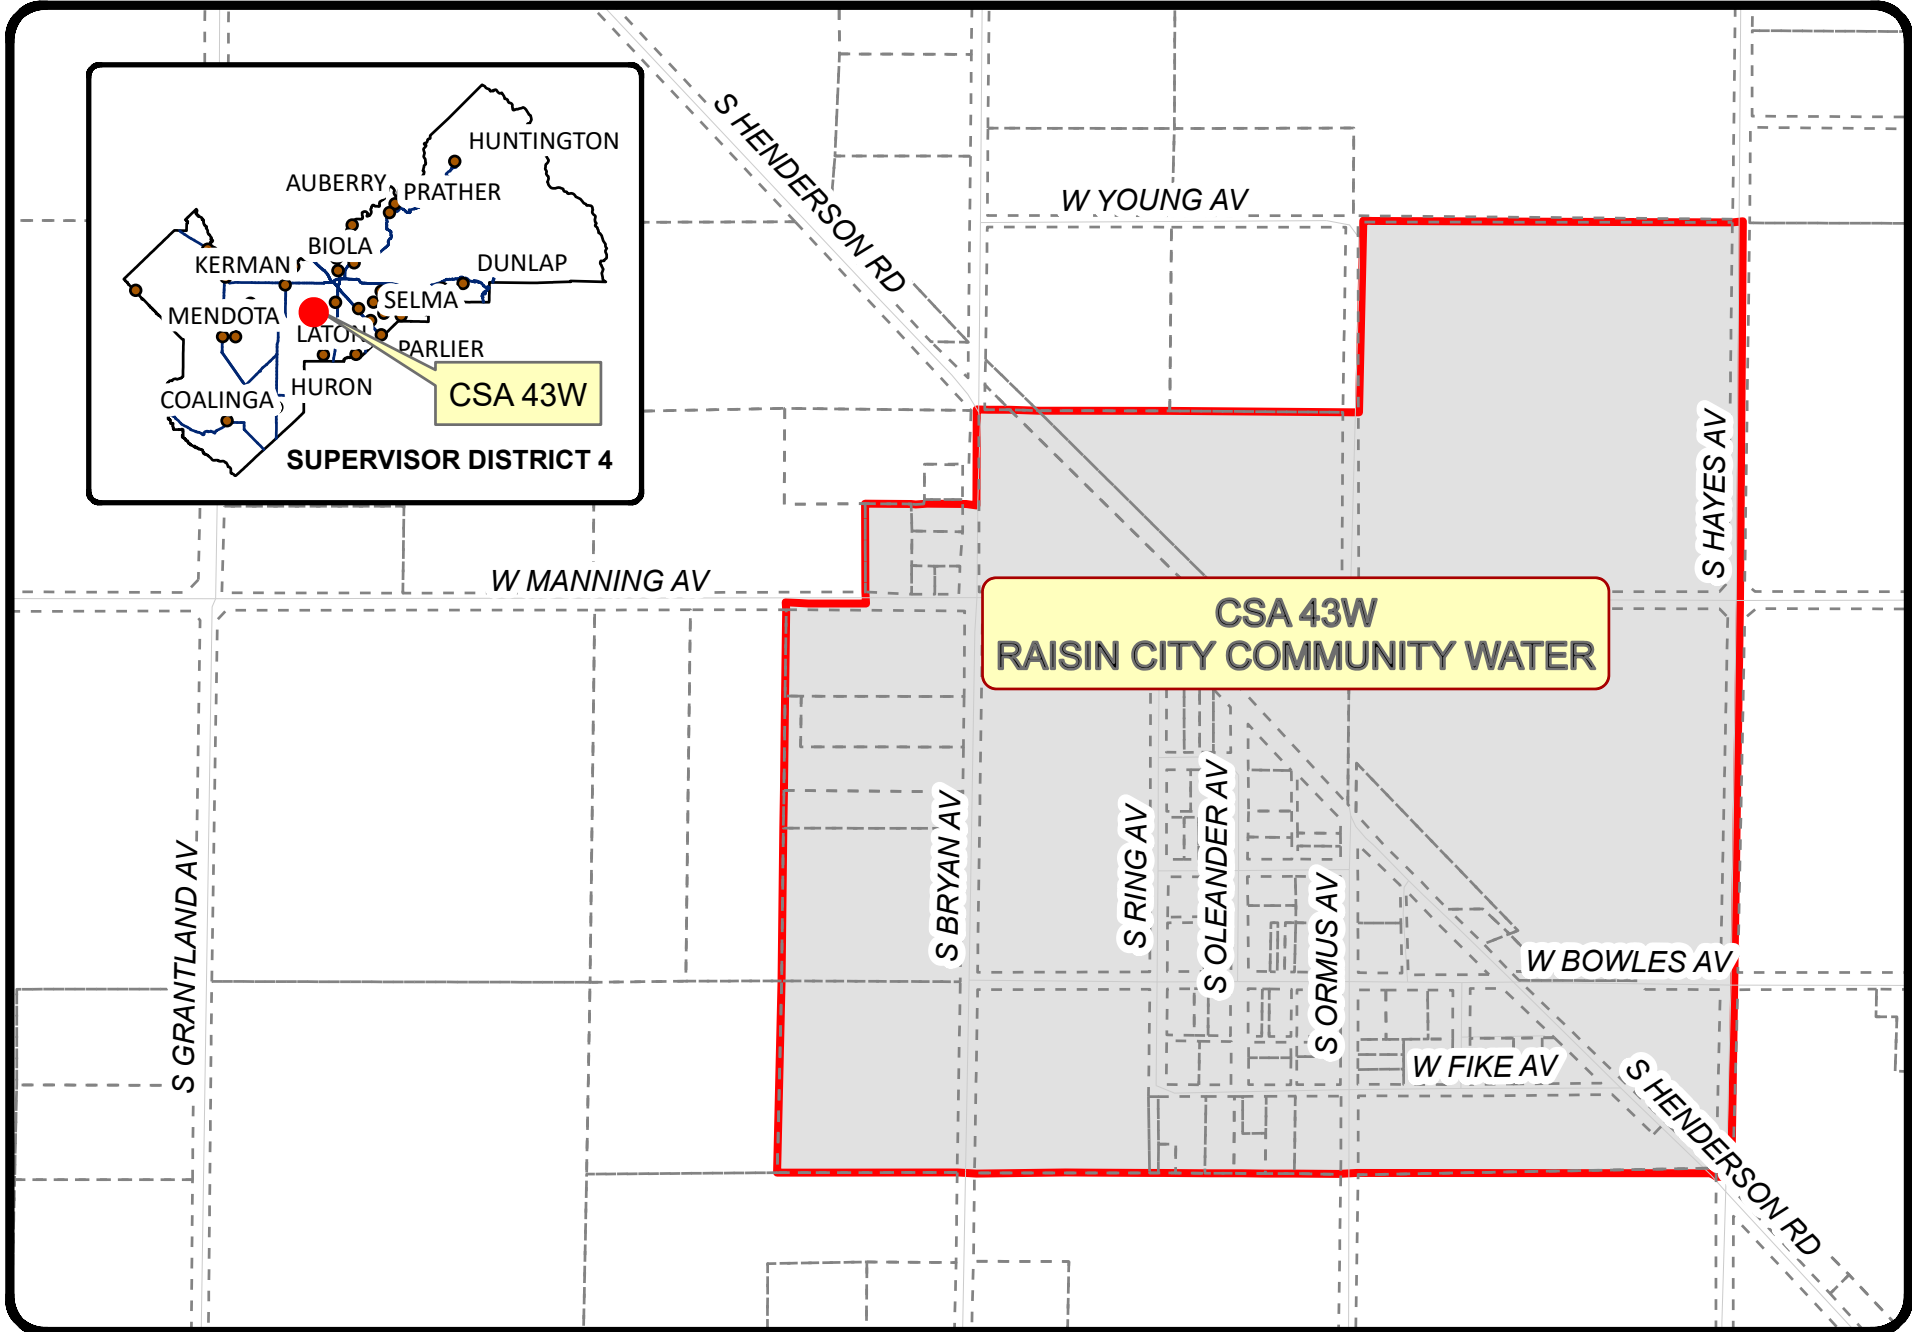 HUNTINGTON
AUBERRY
PRATHER
BIOLA
KERMAN
DUNLAP
SELMA
MENDOTA
LATON
PARLIER
HURON
COALINGA
CSA 43W
SUPERVISOR DISTRICT 4
S HENDERSON RD
W YOUNG AV
S HAYES AV
W MANNING AV
CSA 43W
RAISIN CITY COMMUNITY WATER
S GRANTLAND AV
S BRYAN AV
S RING AV
S OLEANDER AV
S ORMUS AV
W BOWLES AV
W FIKE AV
S HENDERSON RD